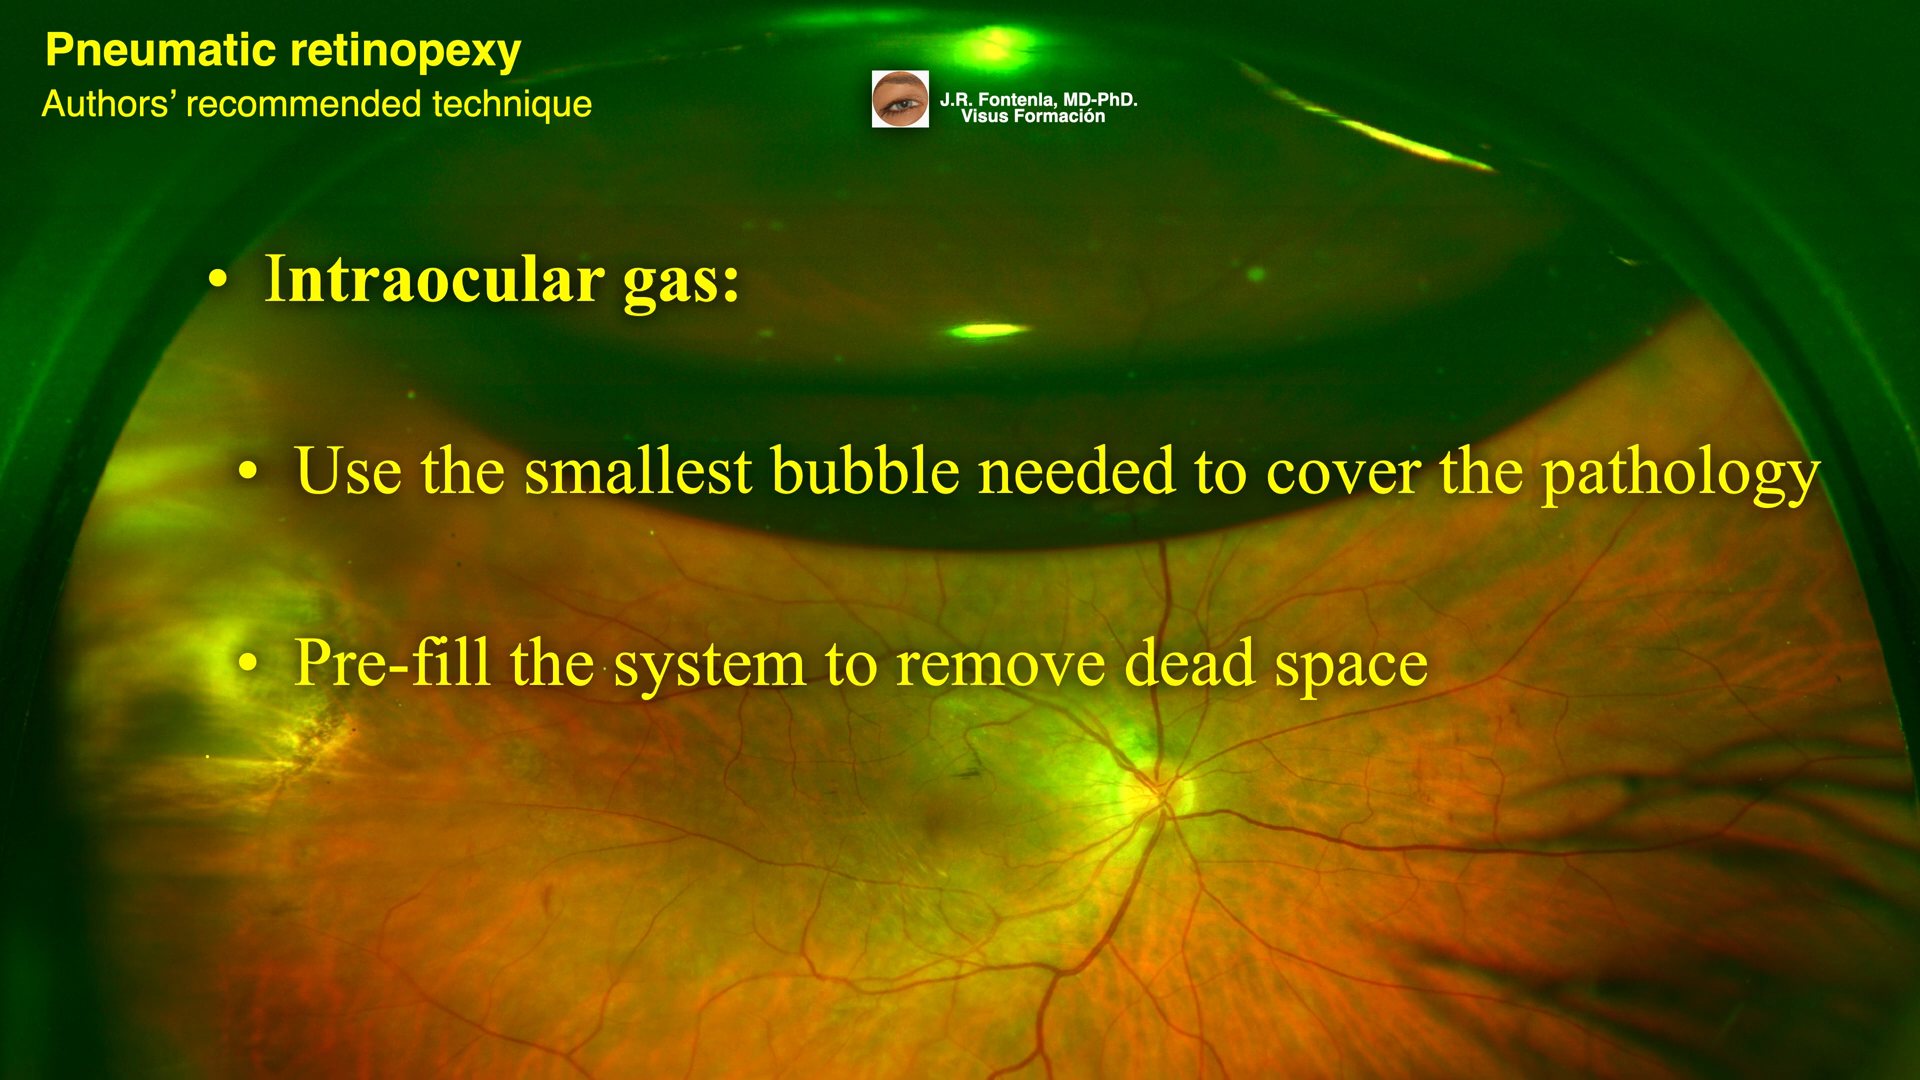 Pneumatic retinopexy
Authors’ recommended technique
J.R. Fontenla, MD-PhD.
Visus Formación
• Intraocular gas:
• Use the smallest bubble needed to cover the pathology
• Pre-fill the system to remove dead space